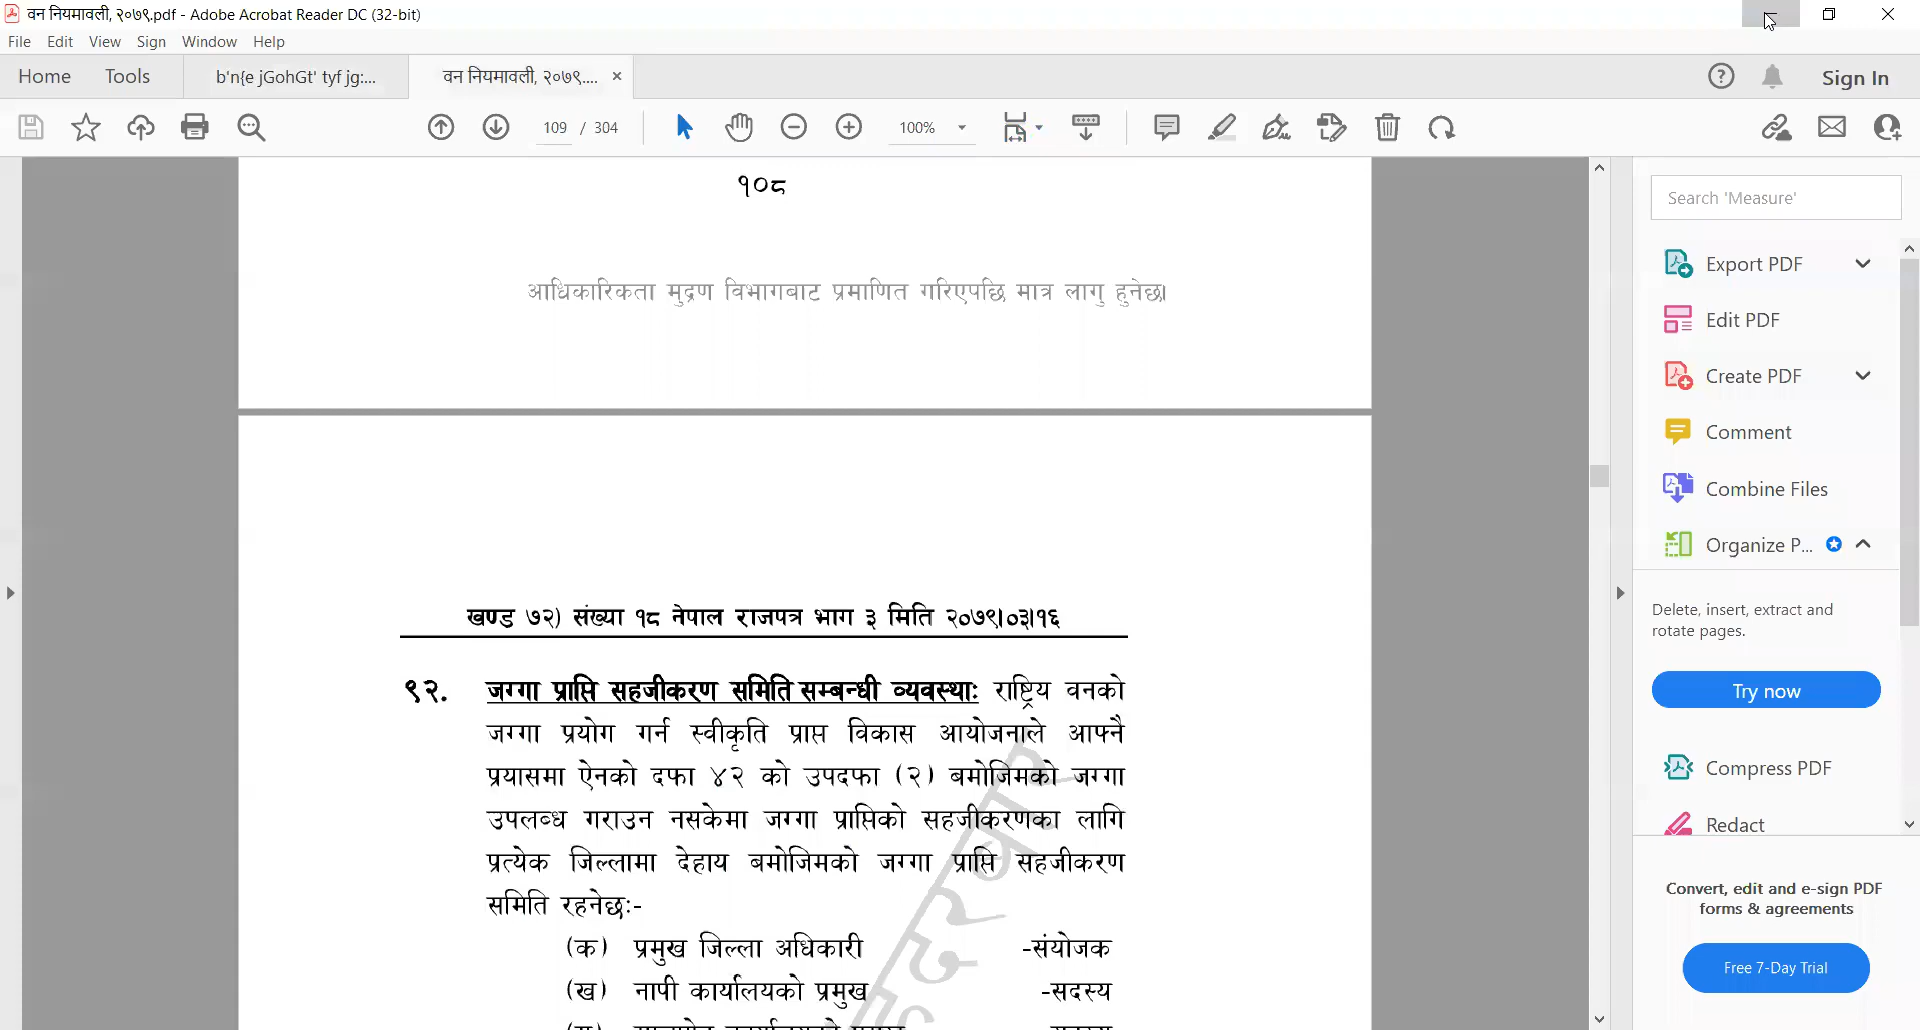 वन नियमावली, २०७९.pdf - Adobe Acrobat Reader DC (32-bit)
File Edit View Sign Window Help
Home Tools b'n{e jGohGt' tyf jg:... वन नियमावली, २०७९.... × Sign In
109 / 304 100%
१०८
आधिकारिकता मुद्रण विभागबाट प्रमाणित गरिएपछि मात्र लागु हुनेछ।
खण्ड ७२) संख्या १८ नेपाल राजपत्र भाग ३ मिति २०७९।०३।१६
९२. जग्गा प्राप्ति सहजीकरण समिति सम्बन्धी व्यवस्थाः राष्ट्रिय वनको
जग्गा प्रयोग गर्न स्वीकृति प्राप्त विकास आयोजनाले आफ्नै
प्रयासमा ऐनको दफा ४२ को उपदफा (२) बमोजिमको जग्गा
उपलब्ध गराउन नसकेमा जग्गा प्राप्तिको सहजीकरणका लागि
प्रत्येक जिल्लामा देहाय बमोजिमको जग्गा प्राप्ति सहजीकरण
समिति रहनेछः-
(क) प्रमुख जिल्ला अधिकारी -संयोजक
(ख) नापी कार्यालयको प्रमुख -सदस्य
Search 'Measure'
Export PDF
Edit PDF
Create PDF
Comment
Combine Files
Organize P...
Delete, insert, extract and
rotate pages.
Try now
Compress PDF
Redact
Convert, edit and e-sign PDF
forms & agreements
Free 7-Day Trial